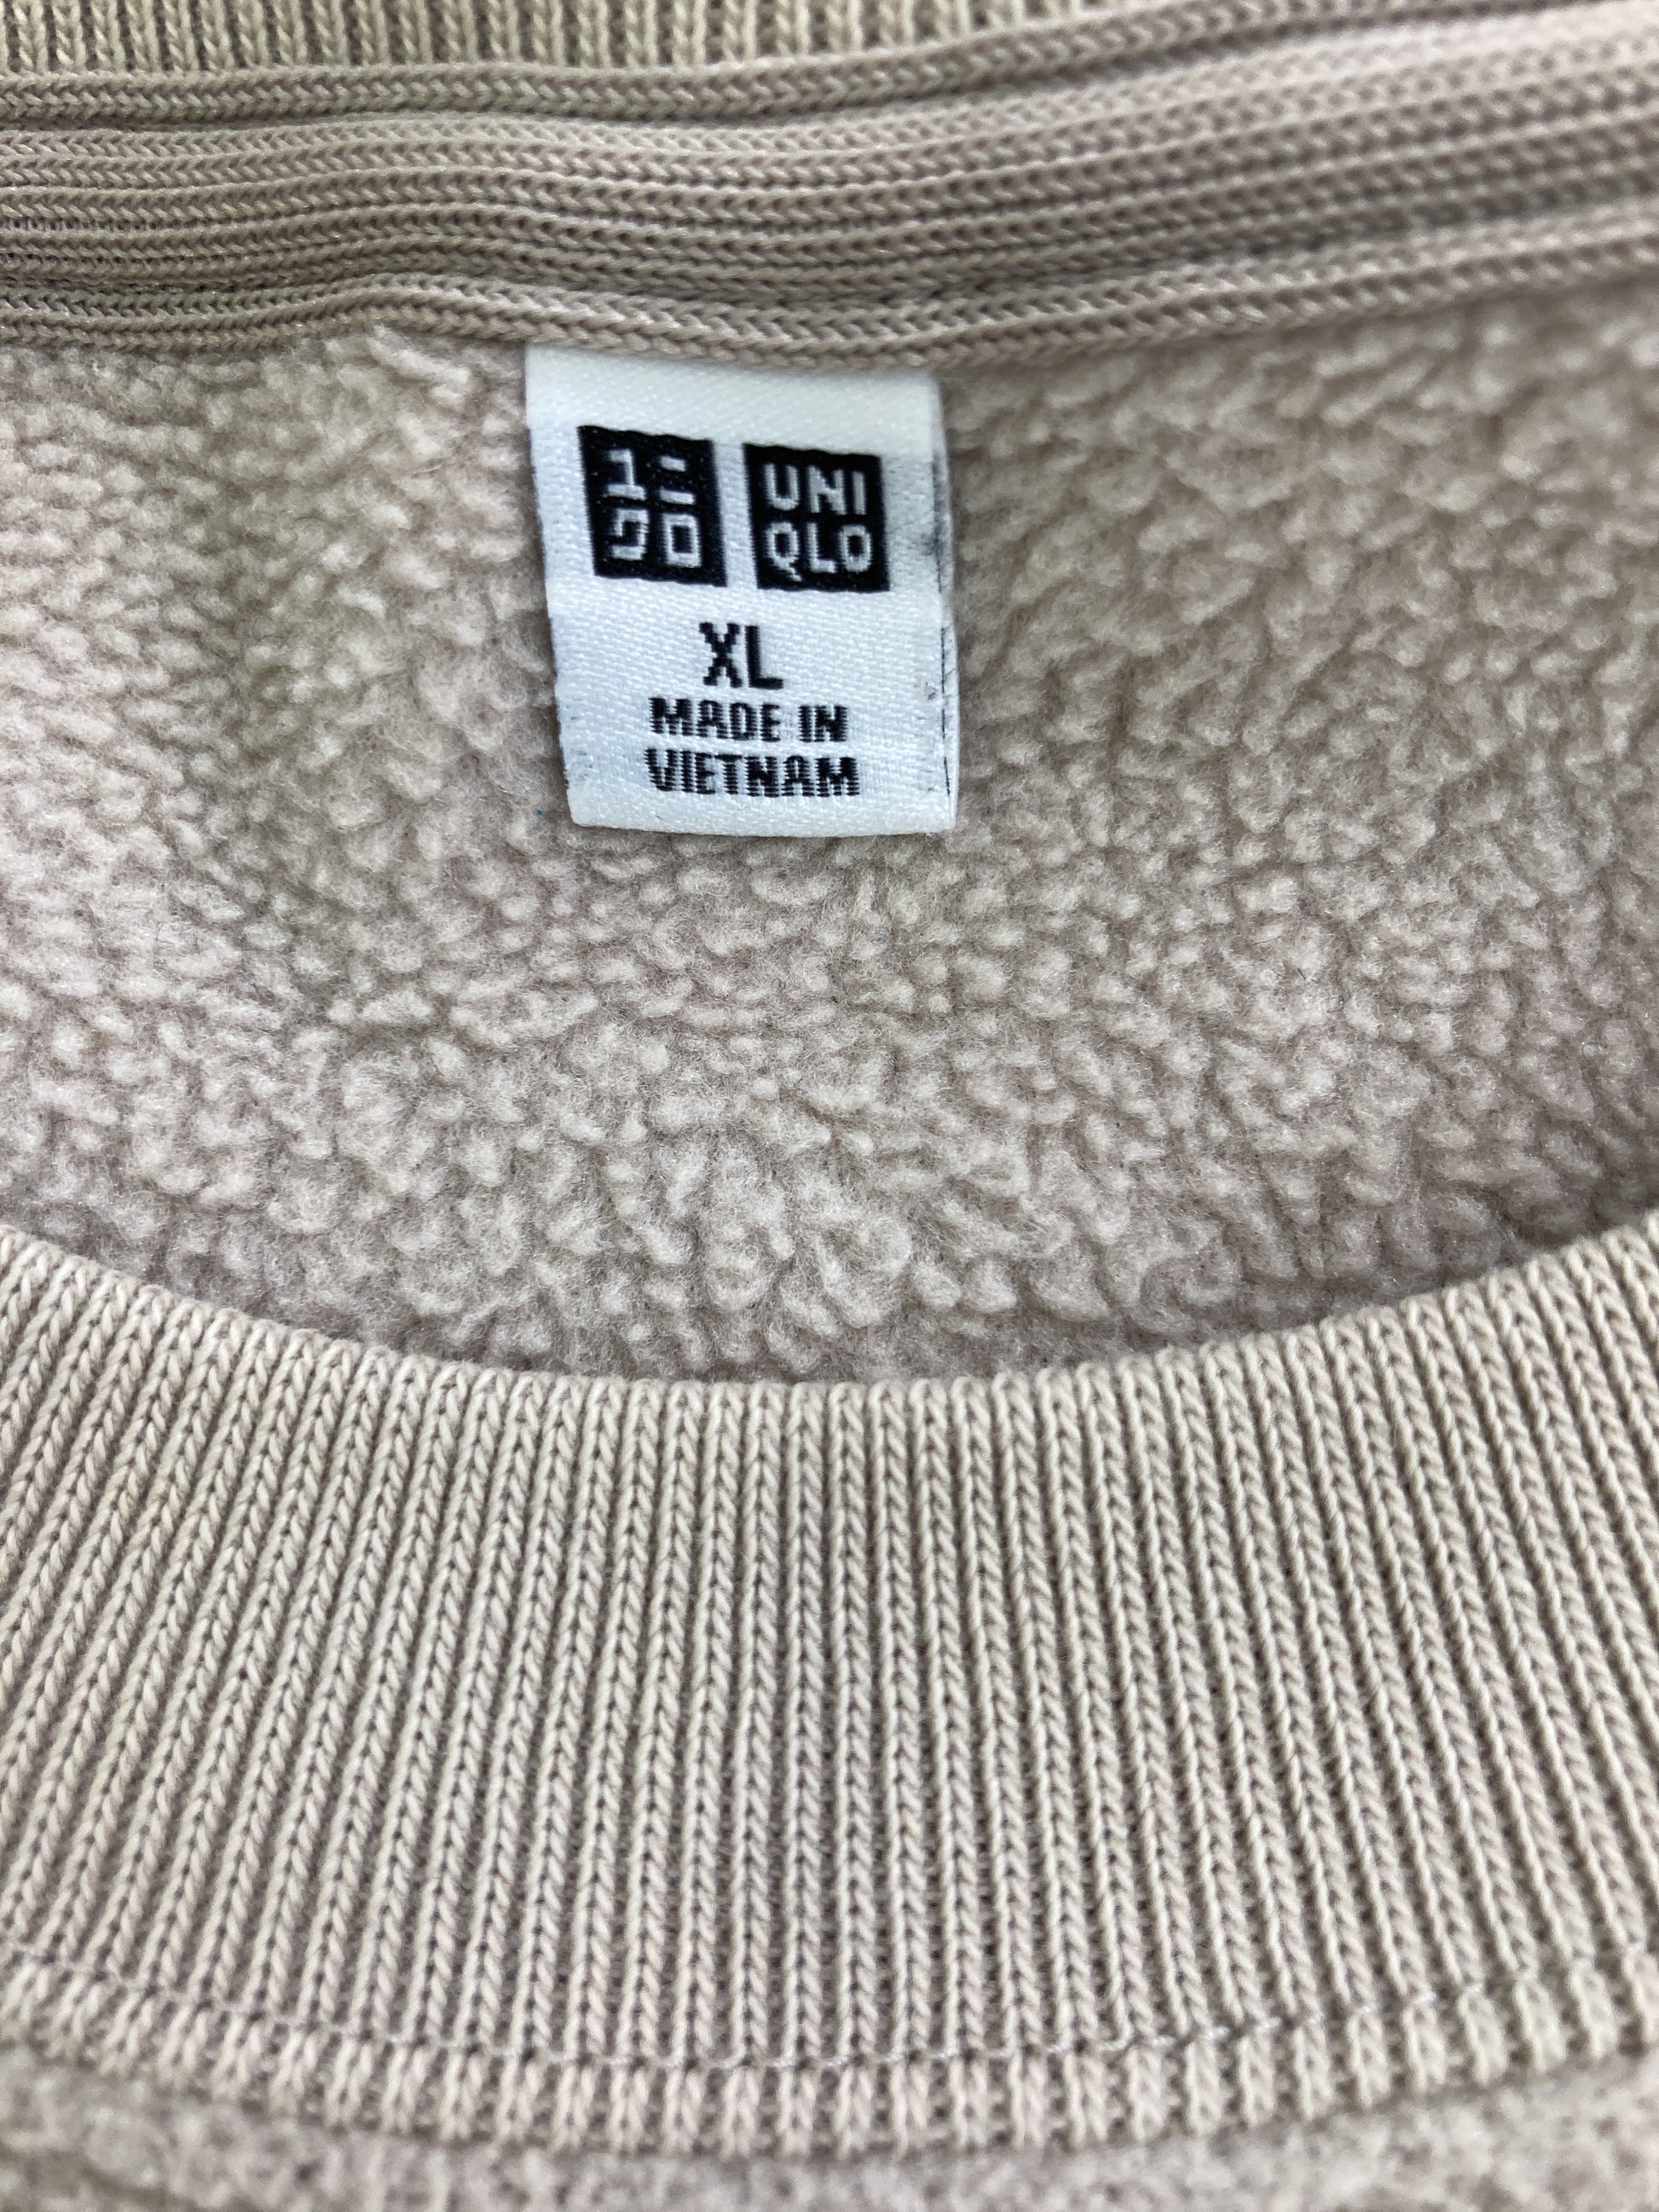 ユニ UNI
クロ QLO
XL
MADE IN
VIETNAM